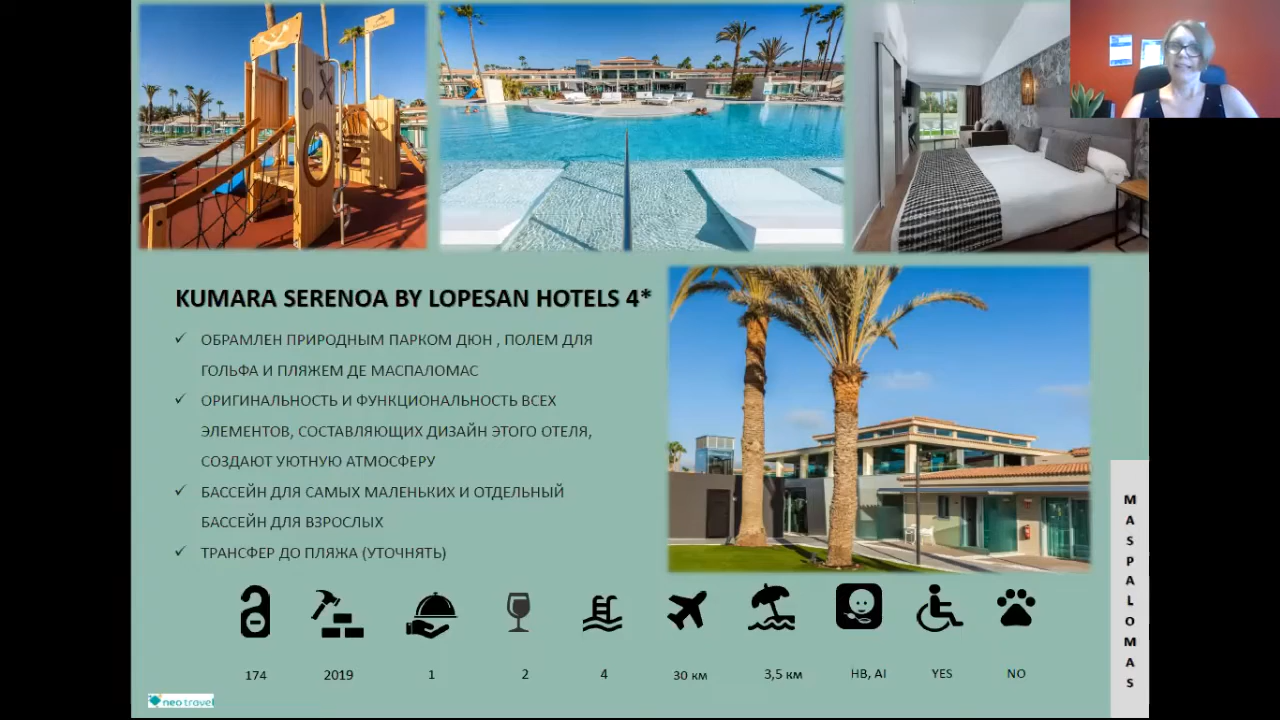 KUMARA SERENOA BY LOPESAN HOTELS 4*
ОБРАМЛЕН ПРИРОДНЫМ ПАРКОМ ДЮН , ПОЛЕМ ДЛЯ
ГОЛЬФА И ПЛЯЖЕМ ДЕ МАСПАЛОМАС
ОРИГИНАЛЬНОСТЬ И ФУНКЦИОНАЛЬНОСТЬ ВСЕХ
ЭЛЕМЕНТОВ, СОСТАВЛЯЮЩИХ ДИЗАЙН ЭТОГО ОТЕЛЯ,
СОЗДАЮТ УЮТНУЮ АТМОСФЕРУ
БАССЕЙН ДЛЯ САМЫХ МАЛЕНЬКИХ И ОТДЕЛЬНЫЙ
БАССЕЙН ДЛЯ ВЗРОСЛЫХ
ТРАНСФЕР ДО ПЛЯЖА (УТОЧНЯТЬ)
174 2019 1 2 4 30 км 3,5 км HB, AI YES NO
MASPALOMAS
neo travel